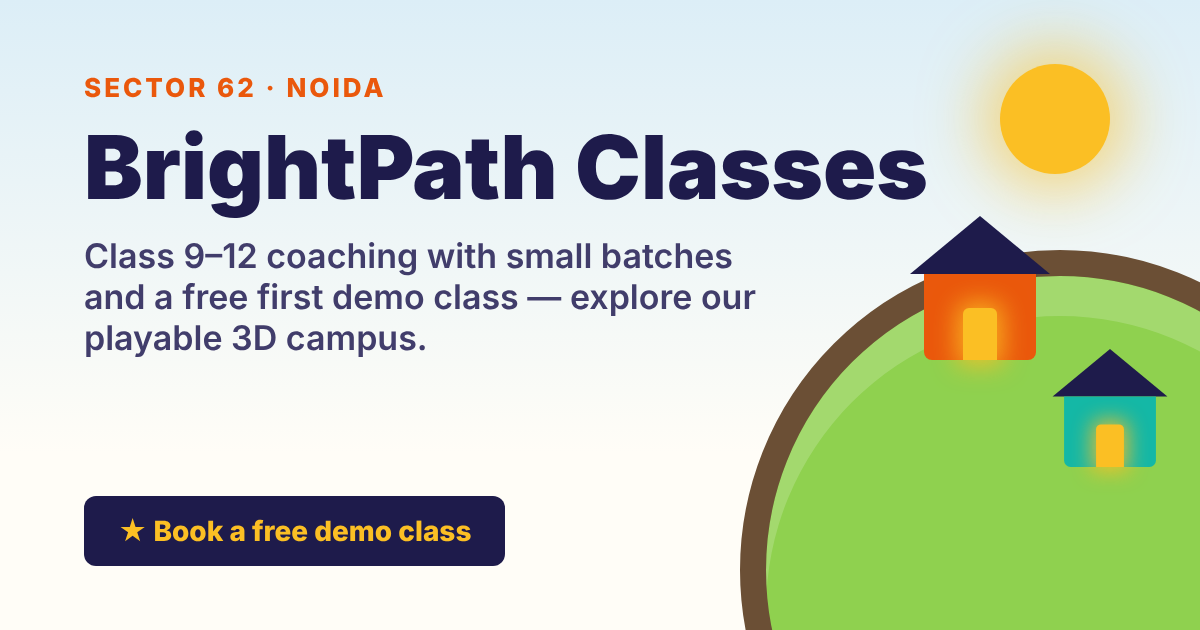 SECTOR 62 · NOIDA
BrightPath Classes
Class 9–12 coaching with small batches
and a free first demo class — explore our
playable 3D campus.
★ Book a free demo class